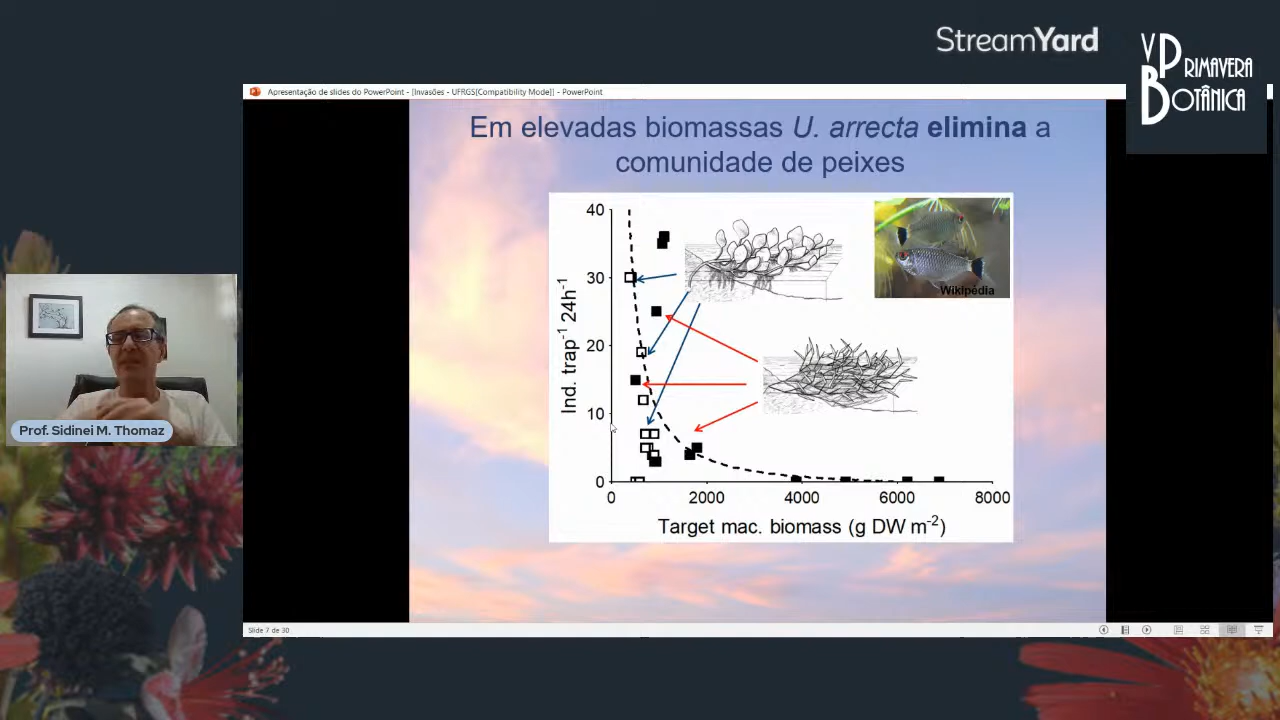 StreamYard
V PRIMAVERA
BOTÂNICA
Apresentação de slides do PowerPoint - [Invasões - UFRGS[Compatibility Mode]] - PowerPoint
Em elevadas biomassas U. arrecta elimina a
comunidade de peixes
40
30
20
10
0
Ind. trap⁻¹ 24h⁻¹
Wikipédia
0 2000 4000 6000 8000
Target mac. biomass (g DW m⁻²)
Prof. Sidinei M. Thomaz
Slide 7 de 30